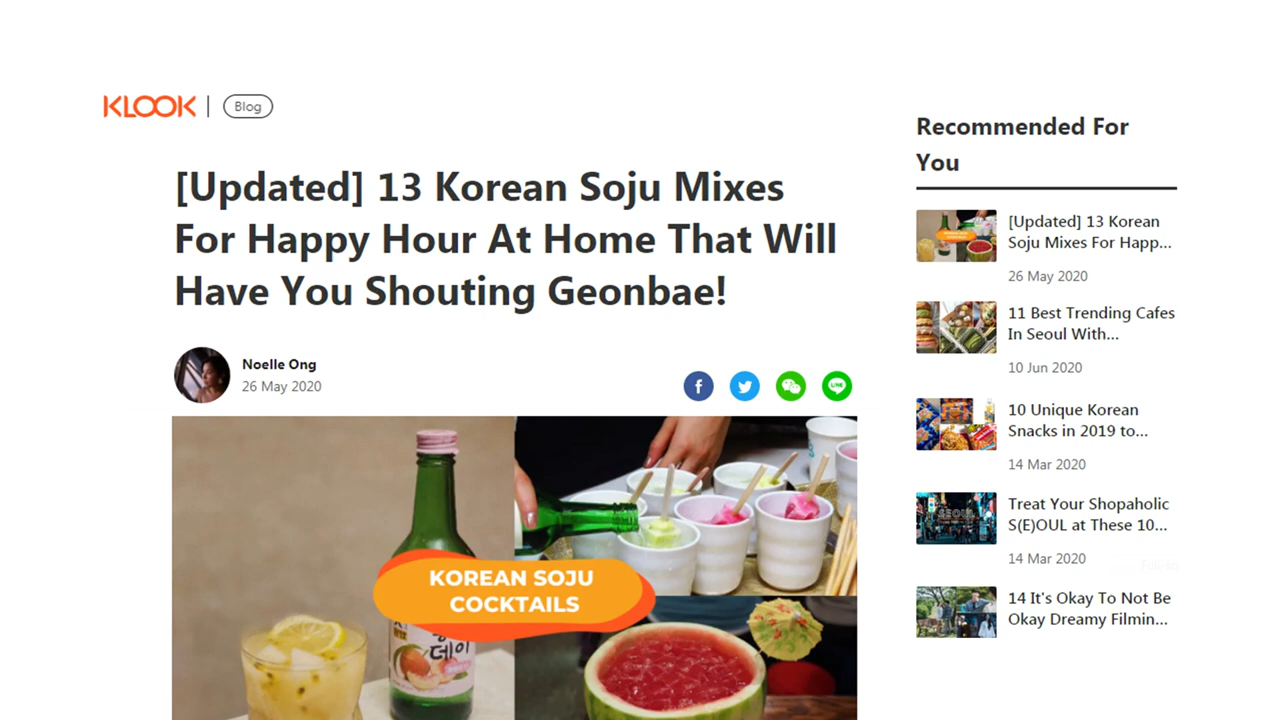 KLOOK | Blog
[Updated] 13 Korean Soju Mixes
For Happy Hour At Home That Will
Have You Shouting Geonbae!
Noelle Ong
26 May 2020
KOREAN SOJU
COCKTAILS
데이
Recommended For
You
[Updated] 13 Korean
Soju Mixes For Happ...
26 May 2020
11 Best Trending Cafes
In Seoul With...
10 Jun 2020
10 Unique Korean
Snacks in 2019 to...
14 Mar 2020
Treat Your Shopaholic
S(E)OUL at These 10...
14 Mar 2020
14 It's Okay To Not Be
Okay Dreamy Filmin...